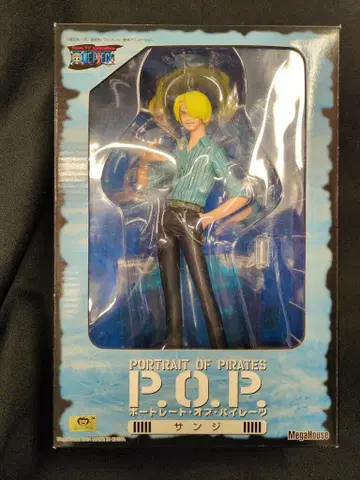 ONE PIECE
PORTRAIT OF PIRATES
P.O.P.
ポートレート・オブ・パイレーツ
サンジ
MegaHouse